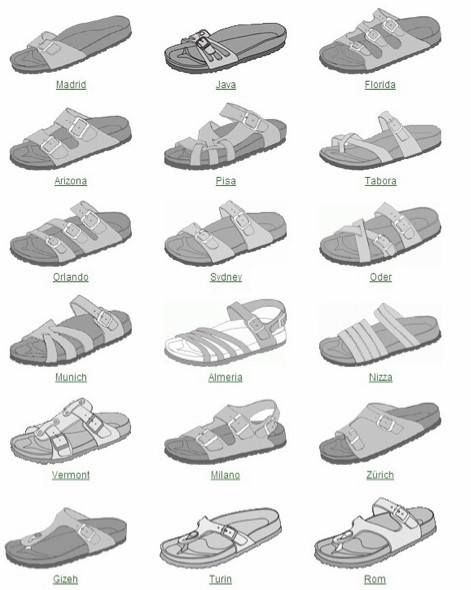 Madrid
Java
Florida
Arizona
Pisa
Tabora
Orlando
Sydney
Oder
Munich
Almeria
Nizza
Vermont
Milano
Zürich
Gizeh
Turin
Rom